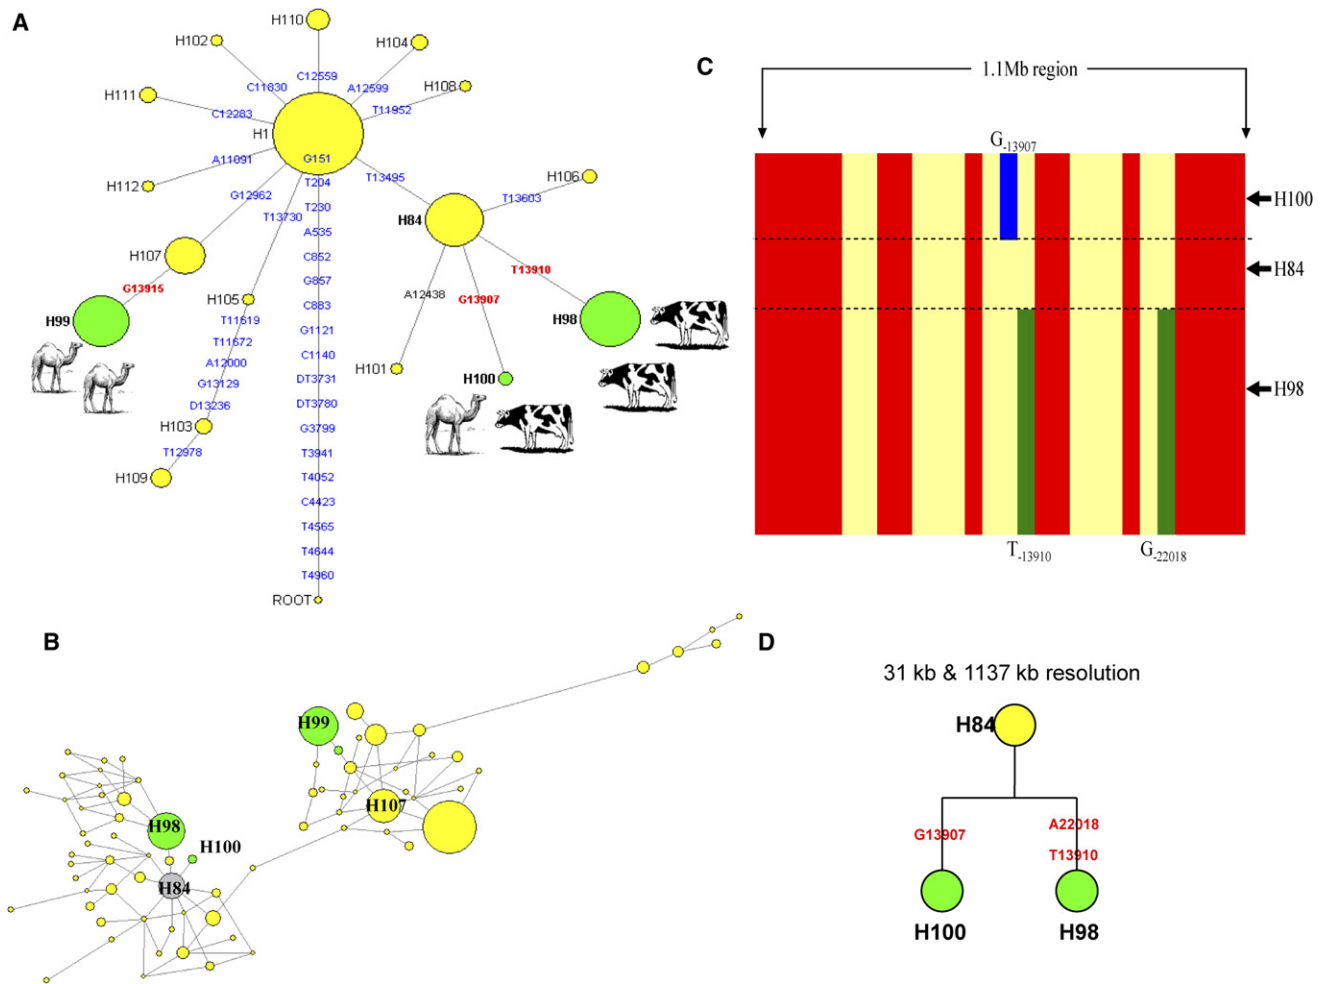 A
H110
H102
H104
C12559
C11830
A12599
H108
H111
T11952
C12283
H1
A11091
G151
H112
T204
T13495
H106
G12962
T13603
T230
T13730
H84
A535
H107
C852
T13910
G13915
G857
A12438
G13907
H105
C883
H99
T11619
H98
G1121
T11672
C1140
A12000
H101
H100
G13129
DT3731
D13236
DT3780
H103
G3799
T12978
T3941
H109
T4052
C4423
T4565
T4644
T4960
ROOT
C
1.1Mb region
G-13907
H100
H84
H98
T-13910
G-22018
B
H99
H107
H98
H100
H84
D
31 kb & 1137 kb resolution
H84
G13907
A22018
T13910
H100
H98